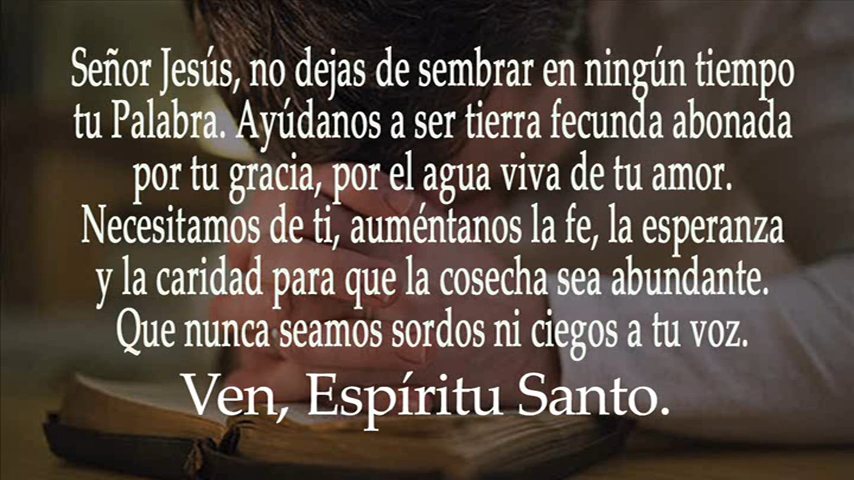 Señor Jesús, no dejas de sembrar en ningún tiempo
tu Palabra. Ayúdanos a ser tierra fecunda abonada
por tu gracia, por el agua viva de tu amor.
Necesitamos de ti, auméntanos la fe, la esperanza
y la caridad para que la cosecha sea abundante.
Que nunca seamos sordos ni ciegos a tu voz.
Ven, Espíritu Santo.